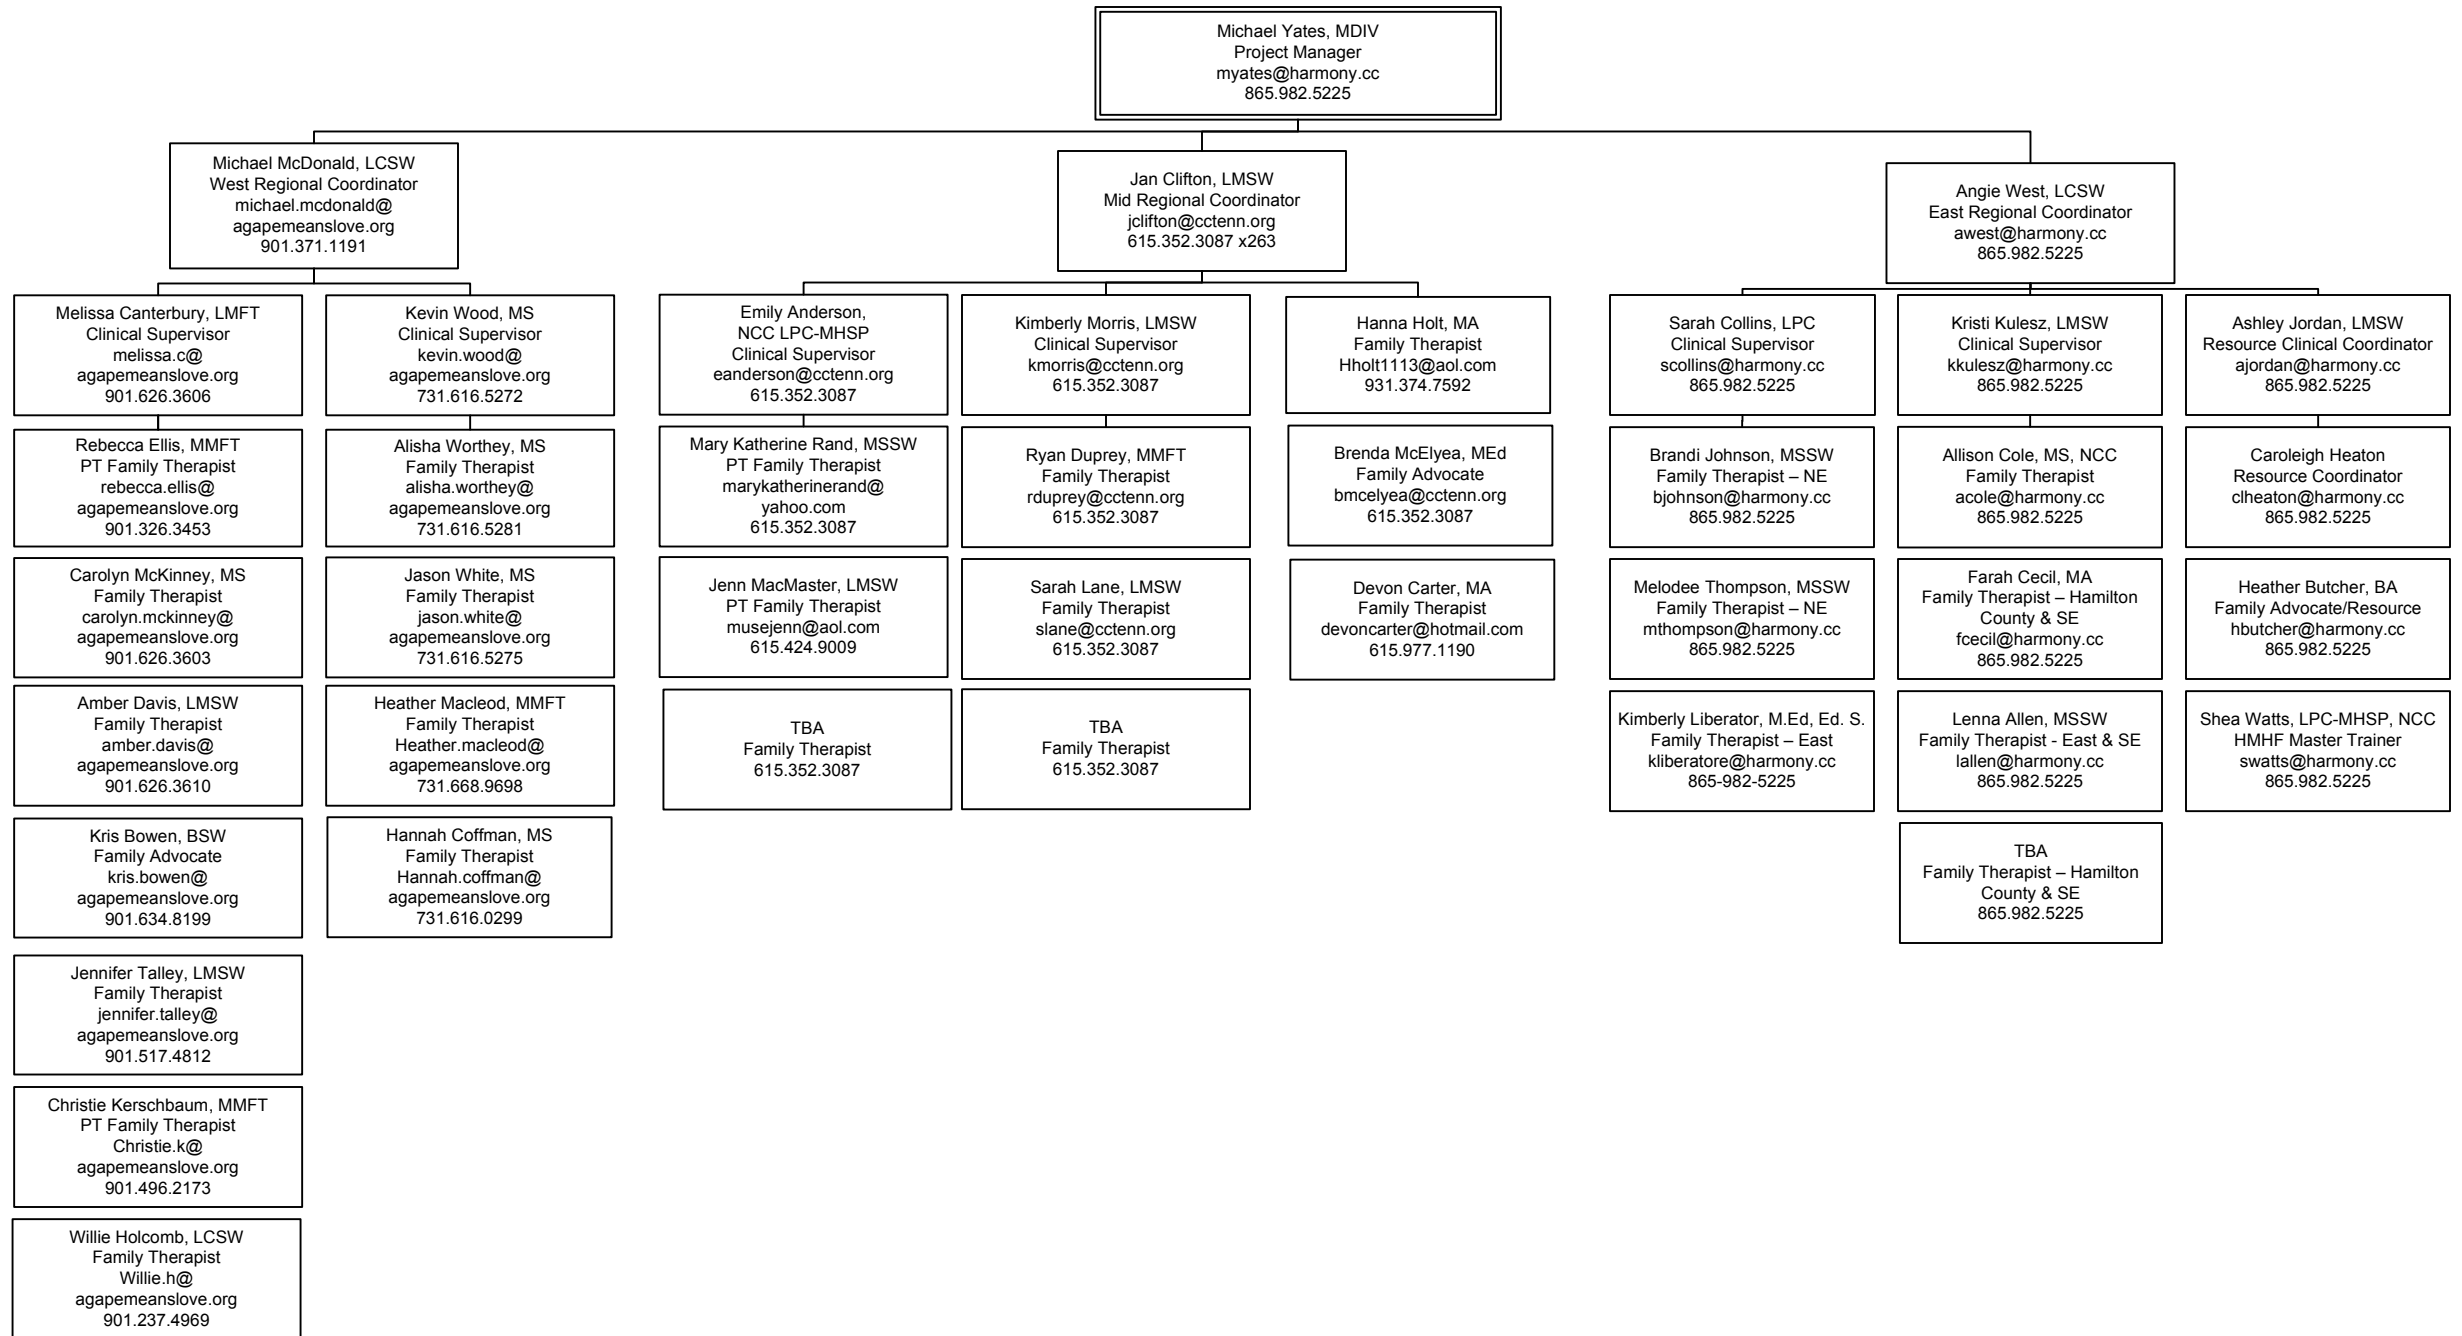 Michael Yates, MDIV
Project Manager
myates@harmony.cc
865.982.5225
Michael McDonald, LCSW
West Regional Coordinator
michael.mcdonald@
agapemeanslove.org
901.371.1191
Jan Clifton, LMSW
Mid Regional Coordinator
jclifton@cctenn.org
615.352.3087 x263
Angie West, LCSW
East Regional Coordinator
awest@harmony.cc
865.982.5225
Melissa Canterbury, LMFT
Clinical Supervisor
melissa.c@
agapemeanslove.org
901.626.3606
Kevin Wood, MS
Clinical Supervisor
kevin.wood@
agapemeanslove.org
731.616.5272
Emily Anderson,
NCC LPC-MHSP
Clinical Supervisor
eanderson@cctenn.org
615.352.3087
Kimberly Morris, LMSW
Clinical Supervisor
kmorris@cctenn.org
615.352.3087
Hanna Holt, MA
Family Therapist
Hholt1113@aol.com
931.374.7592
Sarah Collins, LPC
Clinical Supervisor
scollins@harmony.cc
865.982.5225
Kristi Kulesz, LMSW
Clinical Supervisor
kkulesz@harmony.cc
865.982.5225
Ashley Jordan, LMSW
Resource Clinical Coordinator
ajordan@harmony.cc
865.982.5225
Rebecca Ellis, MMFT
PT Family Therapist
rebecca.ellis@
agapemeanslove.org
901.326.3453
Alisha Worthey, MS
Family Therapist
alisha.worthey@
agapemeanslove.org
731.616.5281
Mary Katherine Rand, MSSW
PT Family Therapist
marykatherinerand@
yahoo.com
615.352.3087
Ryan Duprey, MMFT
Family Therapist
rduprey@cctenn.org
615.352.3087
Brenda McElyea, MEd
Family Advocate
bmcelyea@cctenn.org
615.352.3087
Brandi Johnson, MSSW
Family Therapist – NE
bjohnson@harmony.cc
865.982.5225
Allison Cole, MS, NCC
Family Therapist
acole@harmony.cc
865.982.5225
Caroleigh Heaton
Resource Coordinator
clheaton@harmony.cc
865.982.5225
Carolyn McKinney, MS
Family Therapist
carolyn.mckinney@
agapemeanslove.org
901.626.3603
Jason White, MS
Family Therapist
jason.white@
agapemeanslove.org
731.616.5275
Jenn MacMaster, LMSW
PT Family Therapist
musejenn@aol.com
615.424.9009
Sarah Lane, LMSW
Family Therapist
slane@cctenn.org
615.352.3087
Devon Carter, MA
Family Therapist
devoncarter@hotmail.com
615.977.1190
Melodee Thompson, MSSW
Family Therapist – NE
mthompson@harmony.cc
865.982.5225
Farah Cecil, MA
Family Therapist – Hamilton
County & SE
fcecil@harmony.cc
865.982.5225
Heather Butcher, BA
Family Advocate/Resource
hbutcher@harmony.cc
865.982.5225
Amber Davis, LMSW
Family Therapist
amber.davis@
agapemeanslove.org
901.626.3610
Heather Macleod, MMFT
Family Therapist
Heather.macleod@
agapemeanslove.org
731.668.9698
TBA
Family Therapist
615.352.3087
TBA
Family Therapist
615.352.3087
Kimberly Liberator, M.Ed, Ed. S.
Family Therapist – East
kliberatore@harmony.cc
865-982-5225
Lenna Allen, MSSW
Family Therapist - East & SE
lallen@harmony.cc
865.982.5225
Shea Watts, LPC-MHSP, NCC
HMHF Master Trainer
swatts@harmony.cc
865.982.5225
Kris Bowen, BSW
Family Advocate
kris.bowen@
agapemeanslove.org
901.634.8199
Hannah Coffman, MS
Family Therapist
Hannah.coffman@
agapemeanslove.org
731.616.0299
TBA
Family Therapist – Hamilton
County & SE
865.982.5225
Jennifer Talley, LMSW
Family Therapist
jennifer.talley@
agapemeanslove.org
901.517.4812
Christie Kerschbaum, MMFT
PT Family Therapist
Christie.k@
agapemeanslove.org
901.496.2173
Willie Holcomb, LCSW
Family Therapist
Willie.h@
agapemeanslove.org
901.237.4969